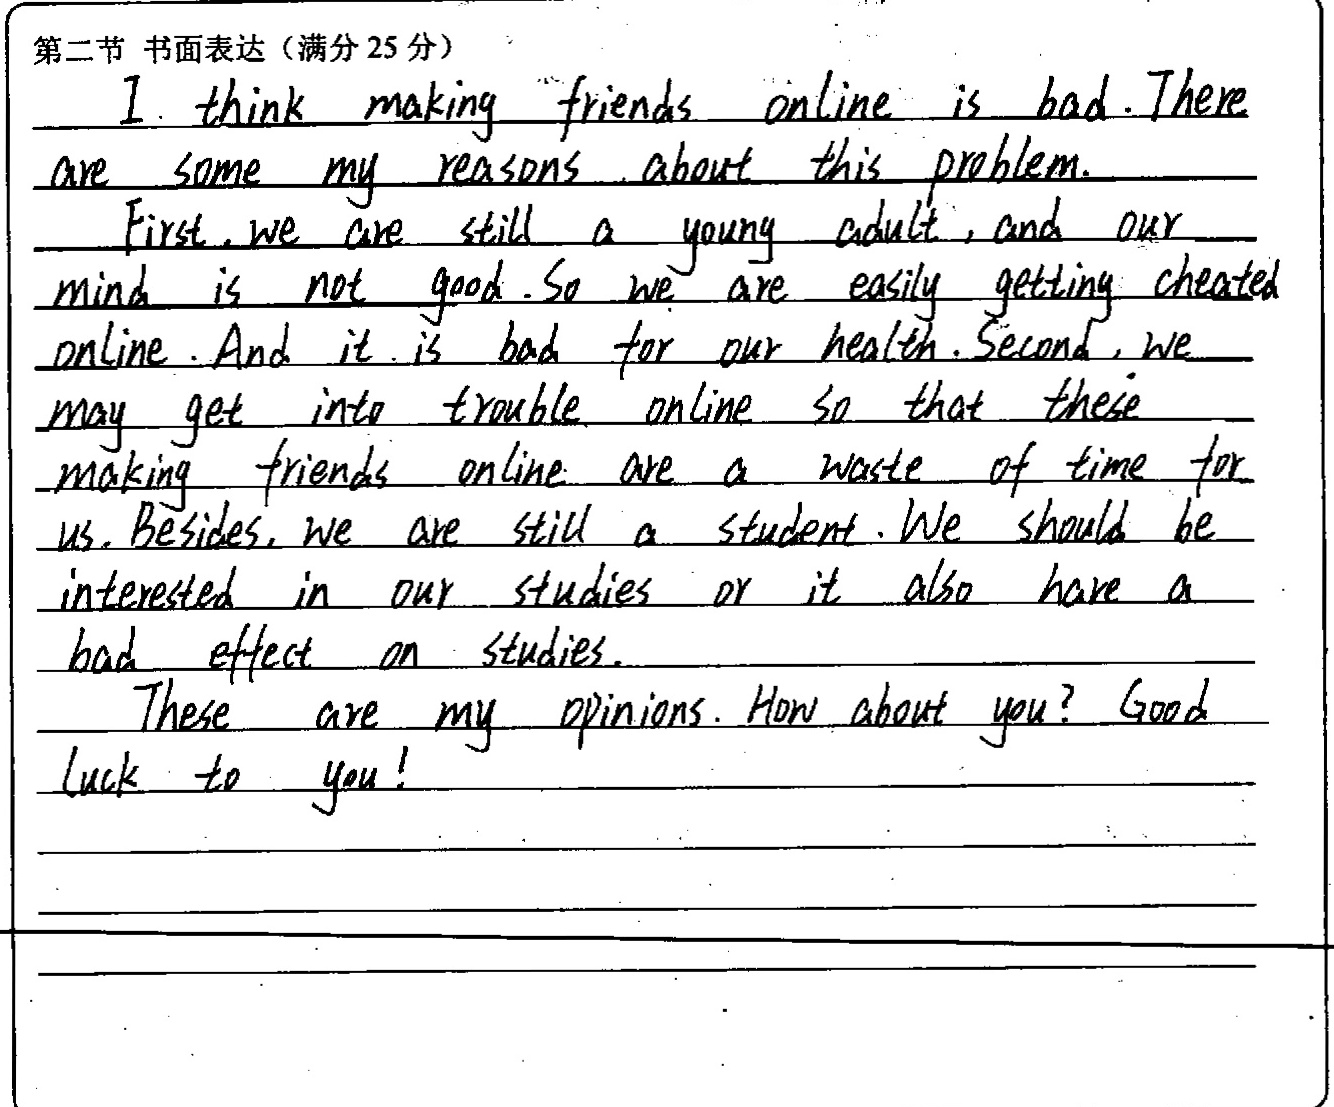 第二节 书面表达（满分 25 分）
I think making friends online is bad. There
are some my reasons about this problem.
First, we are still a young adult, and our
mind is not good. So we are easily getting cheated
online. And it is bad for our health. Second, we
may get into trouble online so that these
making friends online are a waste of time for
us. Besides, we are still a student. We should be
interested in our studies or it also have a
bad effect on studies.
These are my opinions. How about you? Good
luck to you!